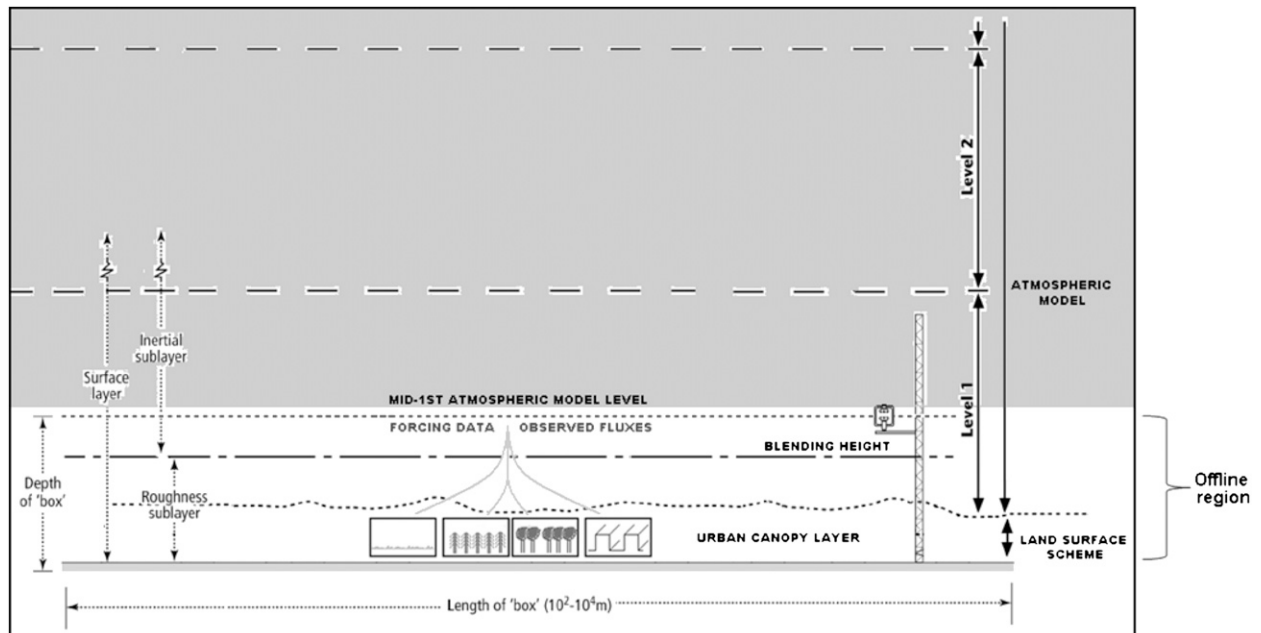 Level 2
ATMOSPHERIC
MODEL
Inertial
sublayer
Surface
layer
Level 1
MID-1ST ATMOSPHERIC MODEL LEVEL
FORCING DATA OBSERVED FLUXES
BLENDING HEIGHT
Depth
of 'box'
Roughness
sublayer
Offline
region
URBAN CANOPY LAYER
LAND SURFACE
SCHEME
Length of 'box' (10²-10⁴m)